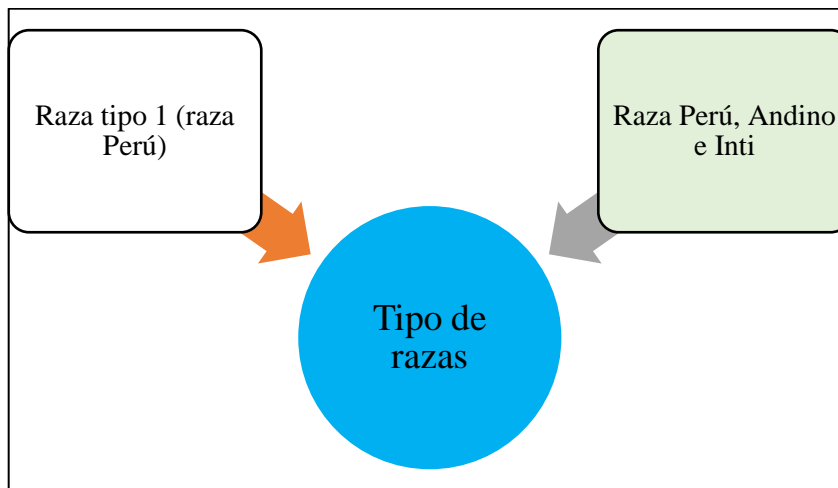 Raza tipo 1 (raza
Perú)
Raza Perú, Andino
e Inti
Tipo de
razas